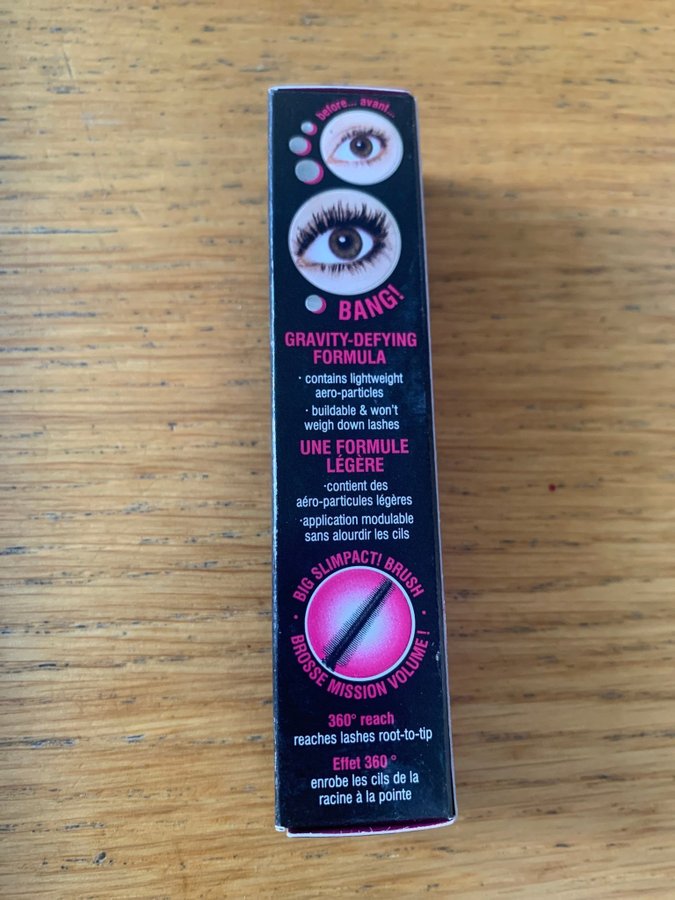 before... avant...
BANG!
GRAVITY-DEFYING
FORMULA
· contains lightweight
aero-particles
· buildable & won't
weigh down lashes
UNE FORMULE
LÉGÈRE
·contient des
aéro-particules légères
·application modulable
sans alourdir les cils
· BIG SLIMPACT! BRUSH ·
BROSSE MISSION VOLUME !
360° reach
reaches lashes root-to-tip
Effet 360 °
enrobe les cils de la
racine à la pointe